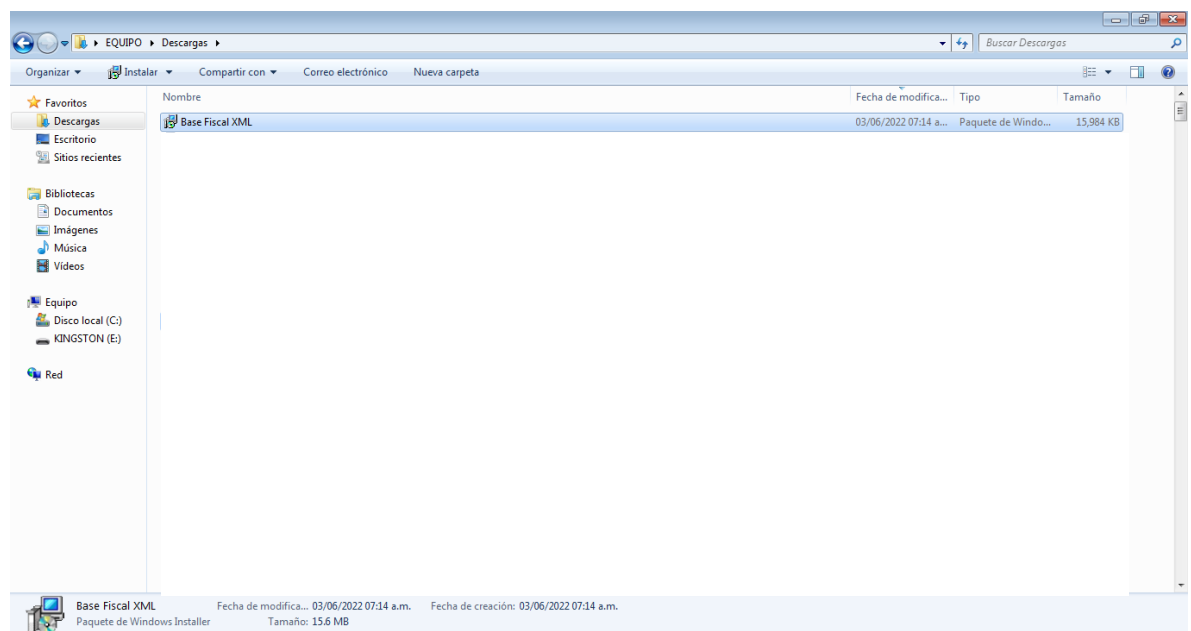 EQUIPO Descargas
Buscar Descargas
Organizar Instalar Compartir con Correo electrónico Nueva carpeta
Favoritos
Descargas
Escritorio
Sitios recientes
Bibliotecas
Documentos
Imágenes
Música
Vídeos
Equipo
Disco local (C:)
KINGSTON (E:)
Red
Nombre Fecha de modifica... Tipo Tamaño
Base Fiscal XML 03/06/2022 07:14 a... Paquete de Windo... 15,984 KB
Base Fiscal XML Fecha de modifica... 03/06/2022 07:14 a.m. Fecha de creación: 03/06/2022 07:14 a.m.
Paquete de Windows Installer Tamaño: 15.6 MB